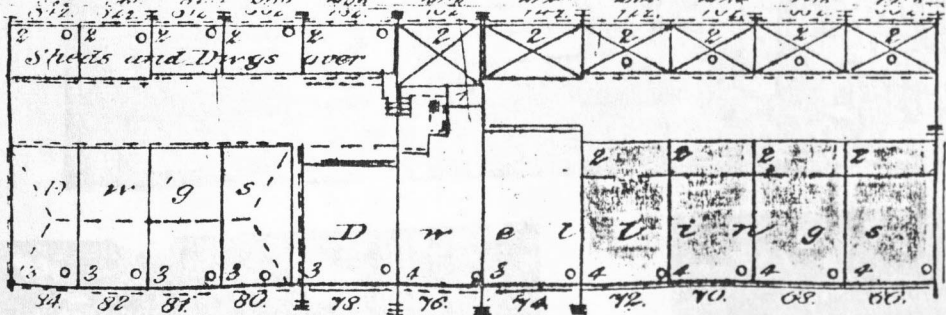 2 2 2 2 2 2 2 2 2 2 2
Sheds and Dwgs over
2 2 2 2
D w g s
D w e l l i n g s
3 3 3 3 3 4 3 4 4 4 4
84. 82. 81. 80. 78. 76. 74. 72. 70. 68. 66.